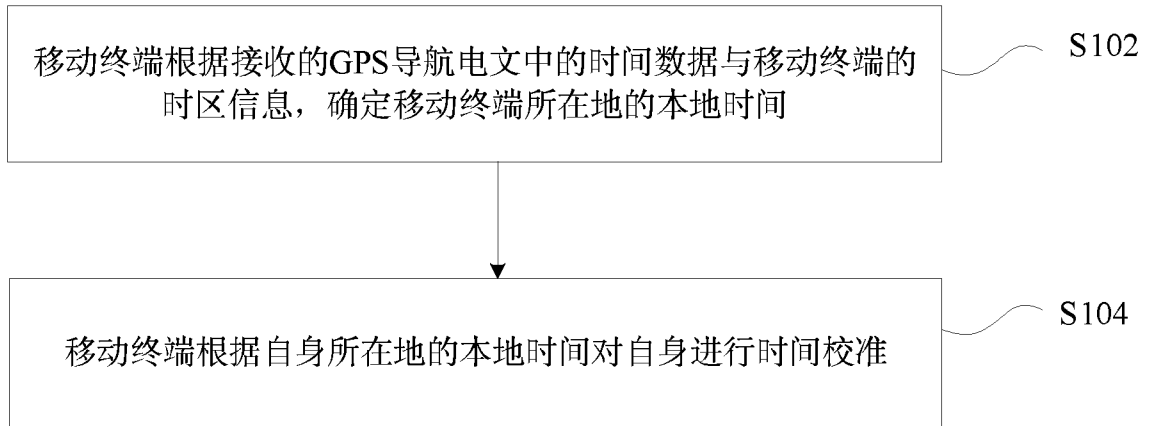 移动终端根据接收的GPS导航电文中的时间数据与移动终端的
时区信息，确定移动终端所在地的本地时间
S102
移动终端根据自身所在地的本地时间对自身进行时间校准
S104